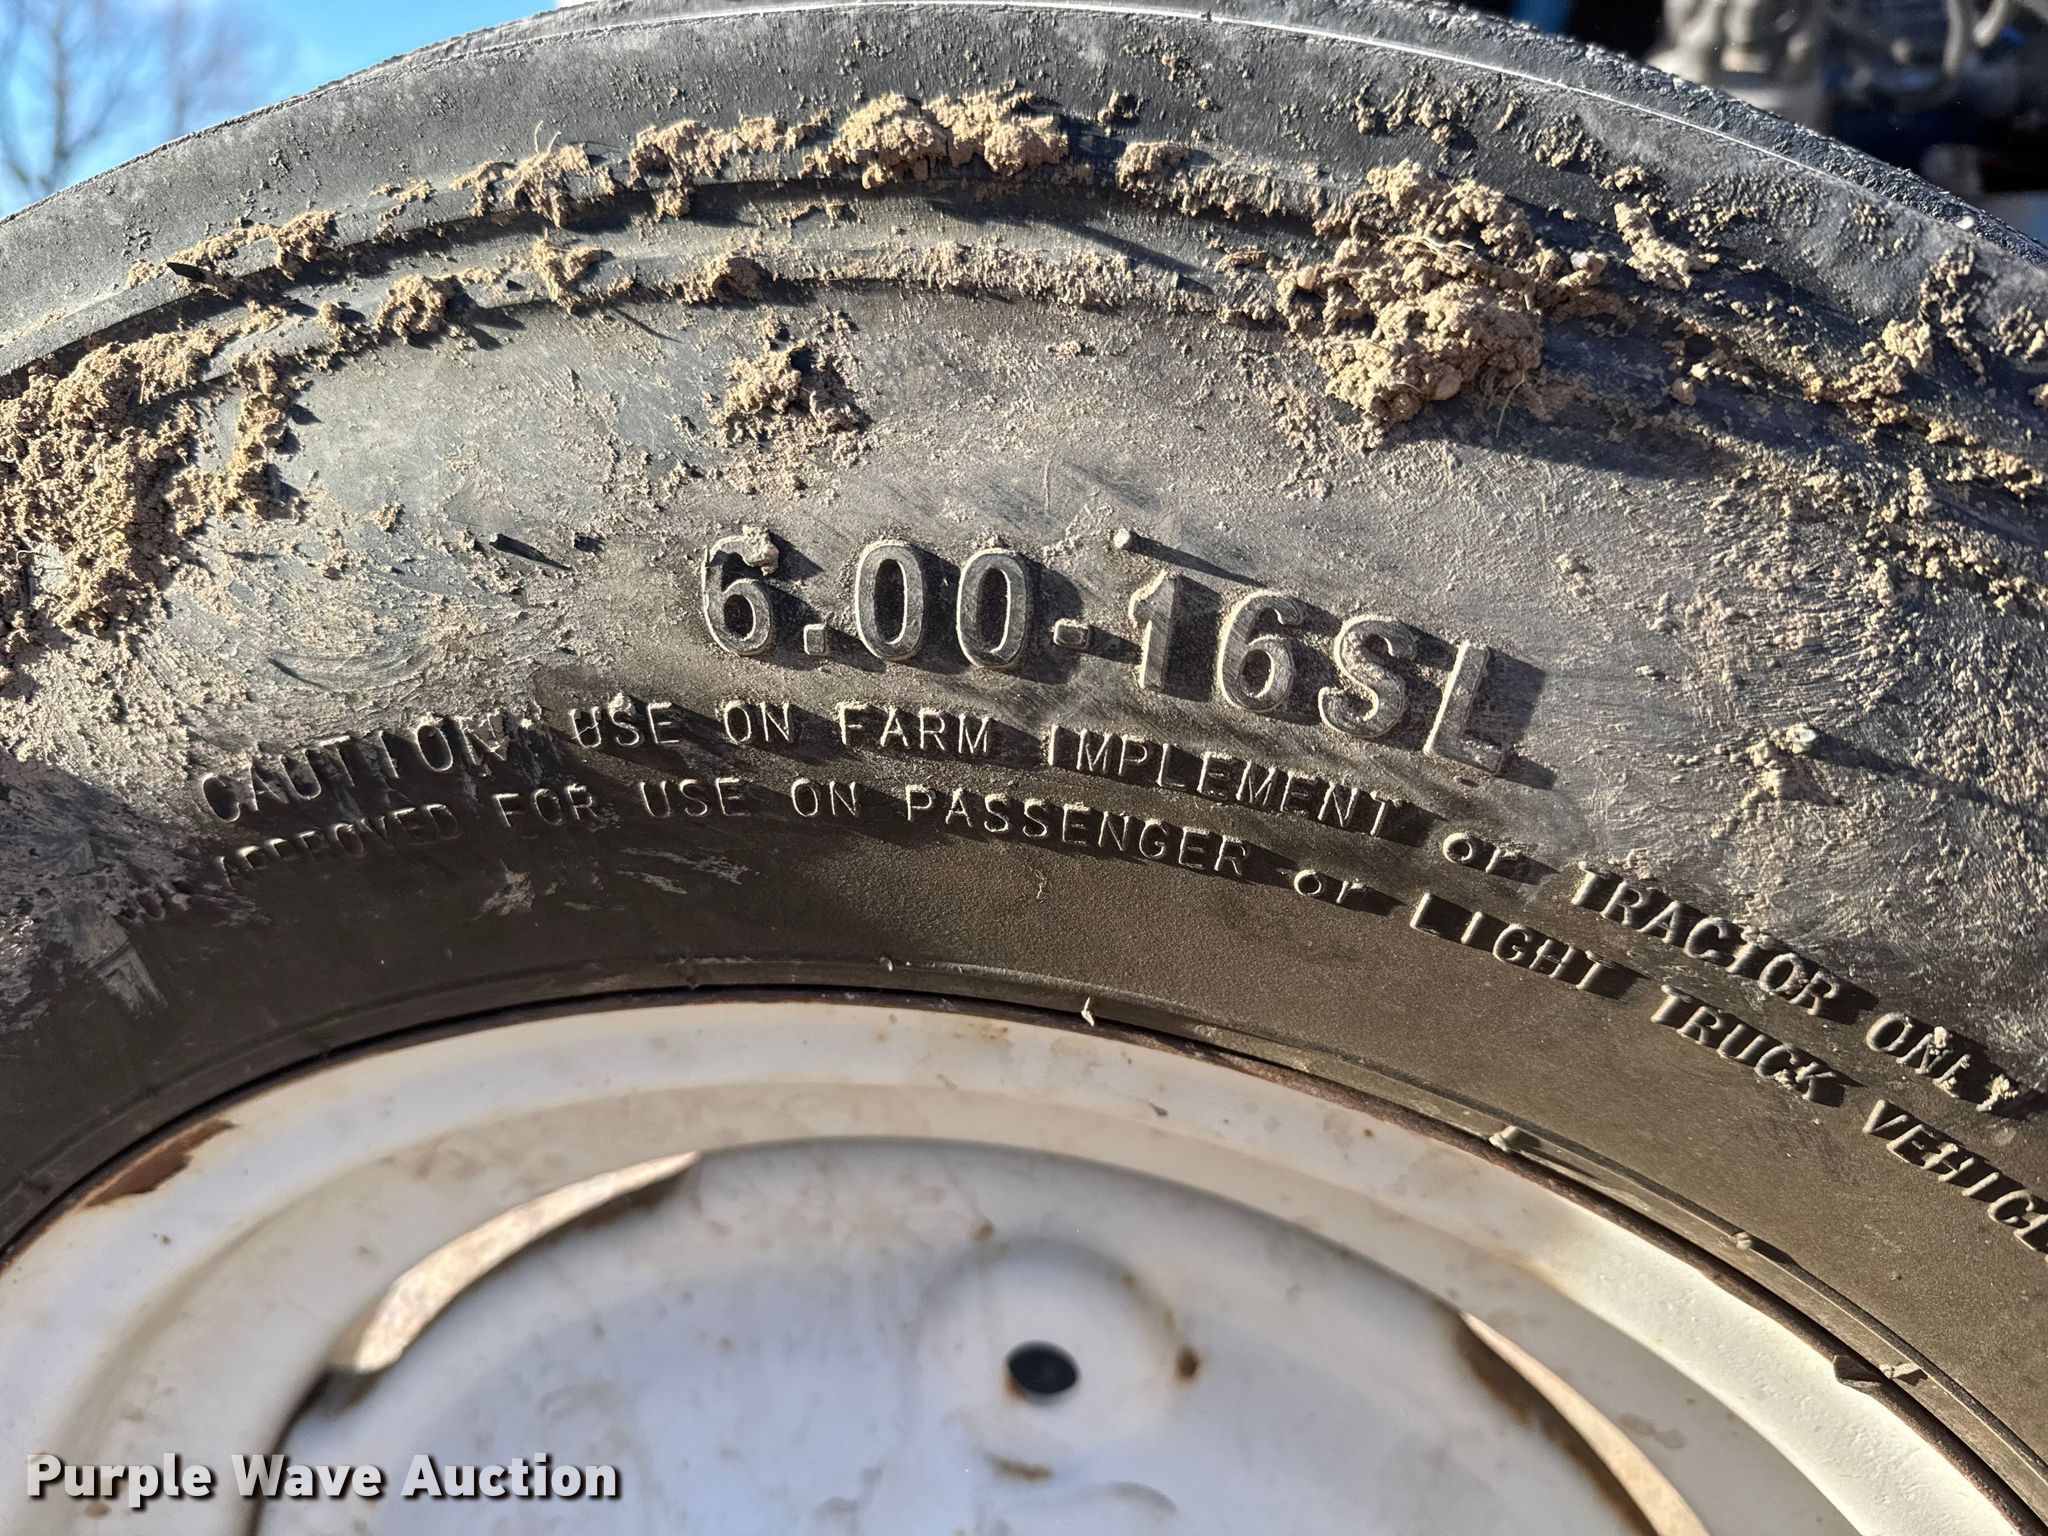 6.00-16SL
CAUTION USE ON FARM IMPLEMENT or TRACTOR ONLY
NOT APPROVED FOR USE ON PASSENGER or LIGHT TRUCK VEHICL
Purple Wave Auction